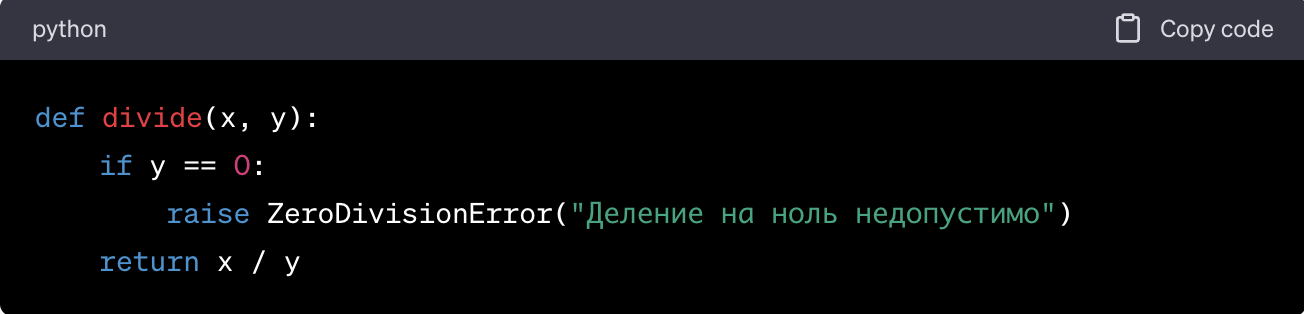 python
Copy code
def divide(x, y):
    if y == 0:
        raise ZeroDivisionError("Деление на ноль недопустимо")
    return x / y